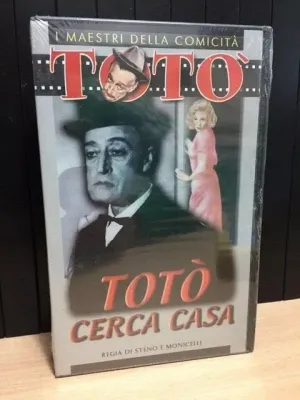 I MAESTRI DELLA COMICITÀ
TOTÒ
TOTÒ
CERCA CASA
REGIA DI STENO E MONICELLI